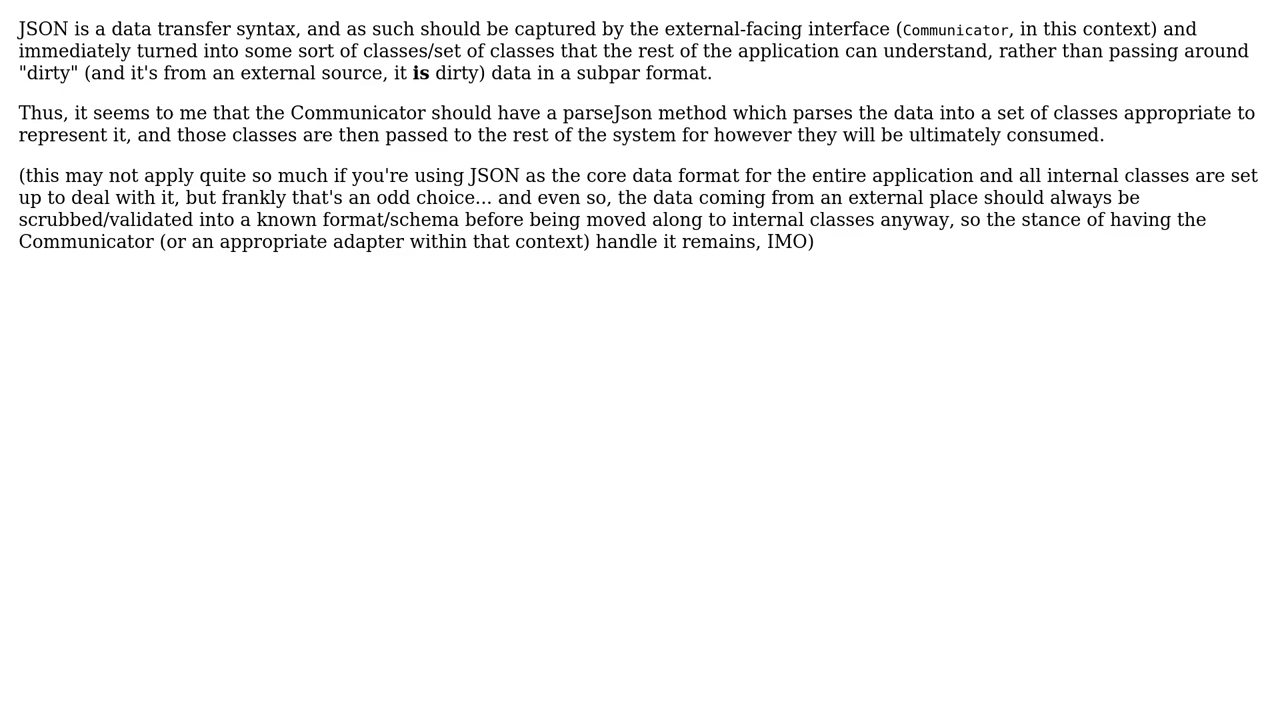 JSON is a data transfer syntax, and as such should be captured by the external-facing interface (Communicator, in this context) and
immediately turned into some sort of classes/set of classes that the rest of the application can understand, rather than passing around
"dirty" (and it's from an external source, it is dirty) data in a subpar format.
Thus, it seems to me that the Communicator should have a parseJson method which parses the data into a set of classes appropriate to
represent it, and those classes are then passed to the rest of the system for however they will be ultimately consumed.
(this may not apply quite so much if you're using JSON as the core data format for the entire application and all internal classes are set
up to deal with it, but frankly that's an odd choice... and even so, the data coming from an external place should always be
scrubbed/validated into a known format/schema before being moved along to internal classes anyway, so the stance of having the
Communicator (or an appropriate adapter within that context) handle it remains, IMO)